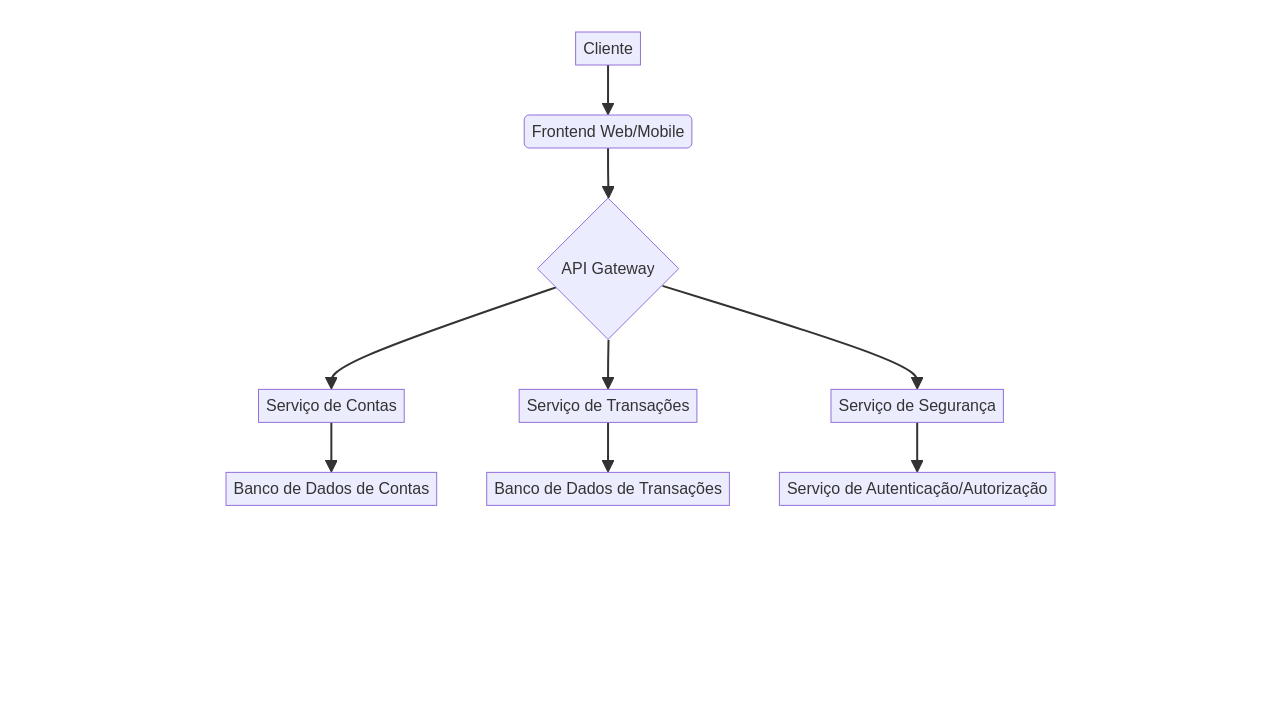 Cliente
Frontend Web/Mobile
API Gateway
Serviço de Contas
Serviço de Transações
Serviço de Segurança
Banco de Dados de Contas
Banco de Dados de Transações
Serviço de Autenticação/Autorização